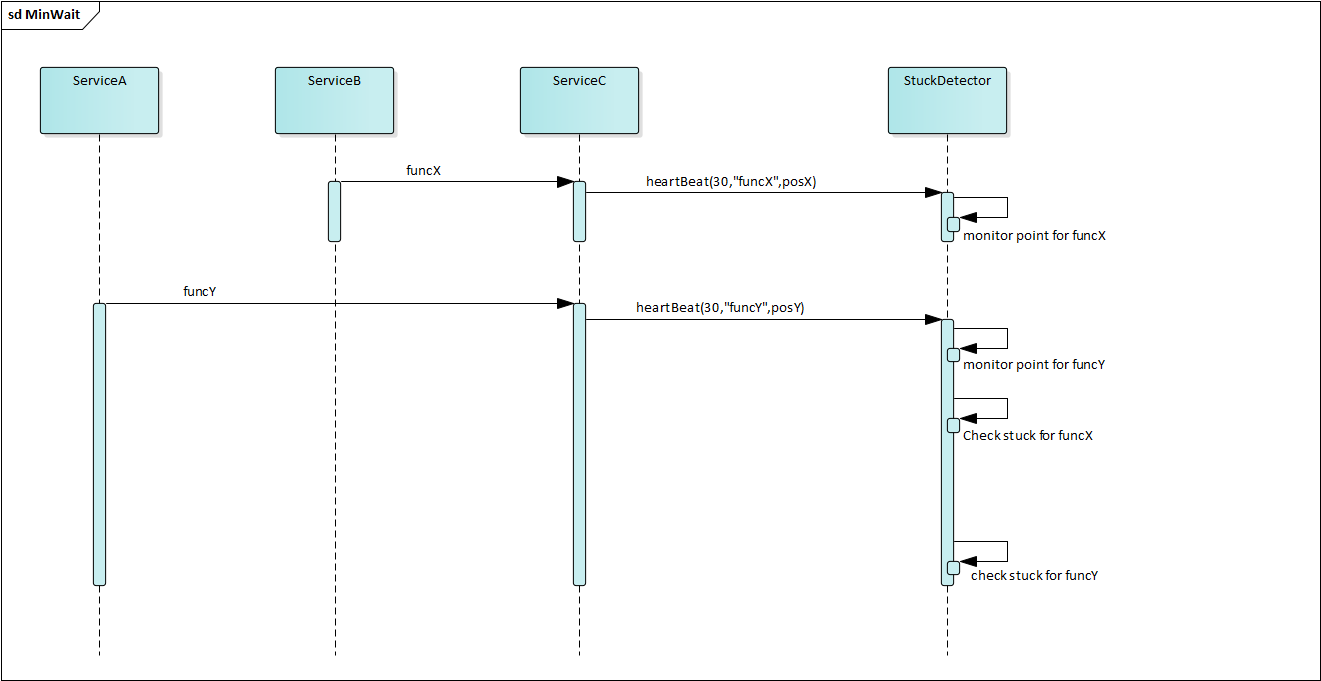 sd MinWait
ServiceA
ServiceB
ServiceC
StuckDetector
funcX
heartBeat(30,"funcX",posX)
monitor point for funcX
funcY
heartBeat(30,"funcY",posY)
monitor point for funcY
Check stuck for funcX
check stuck for funcY